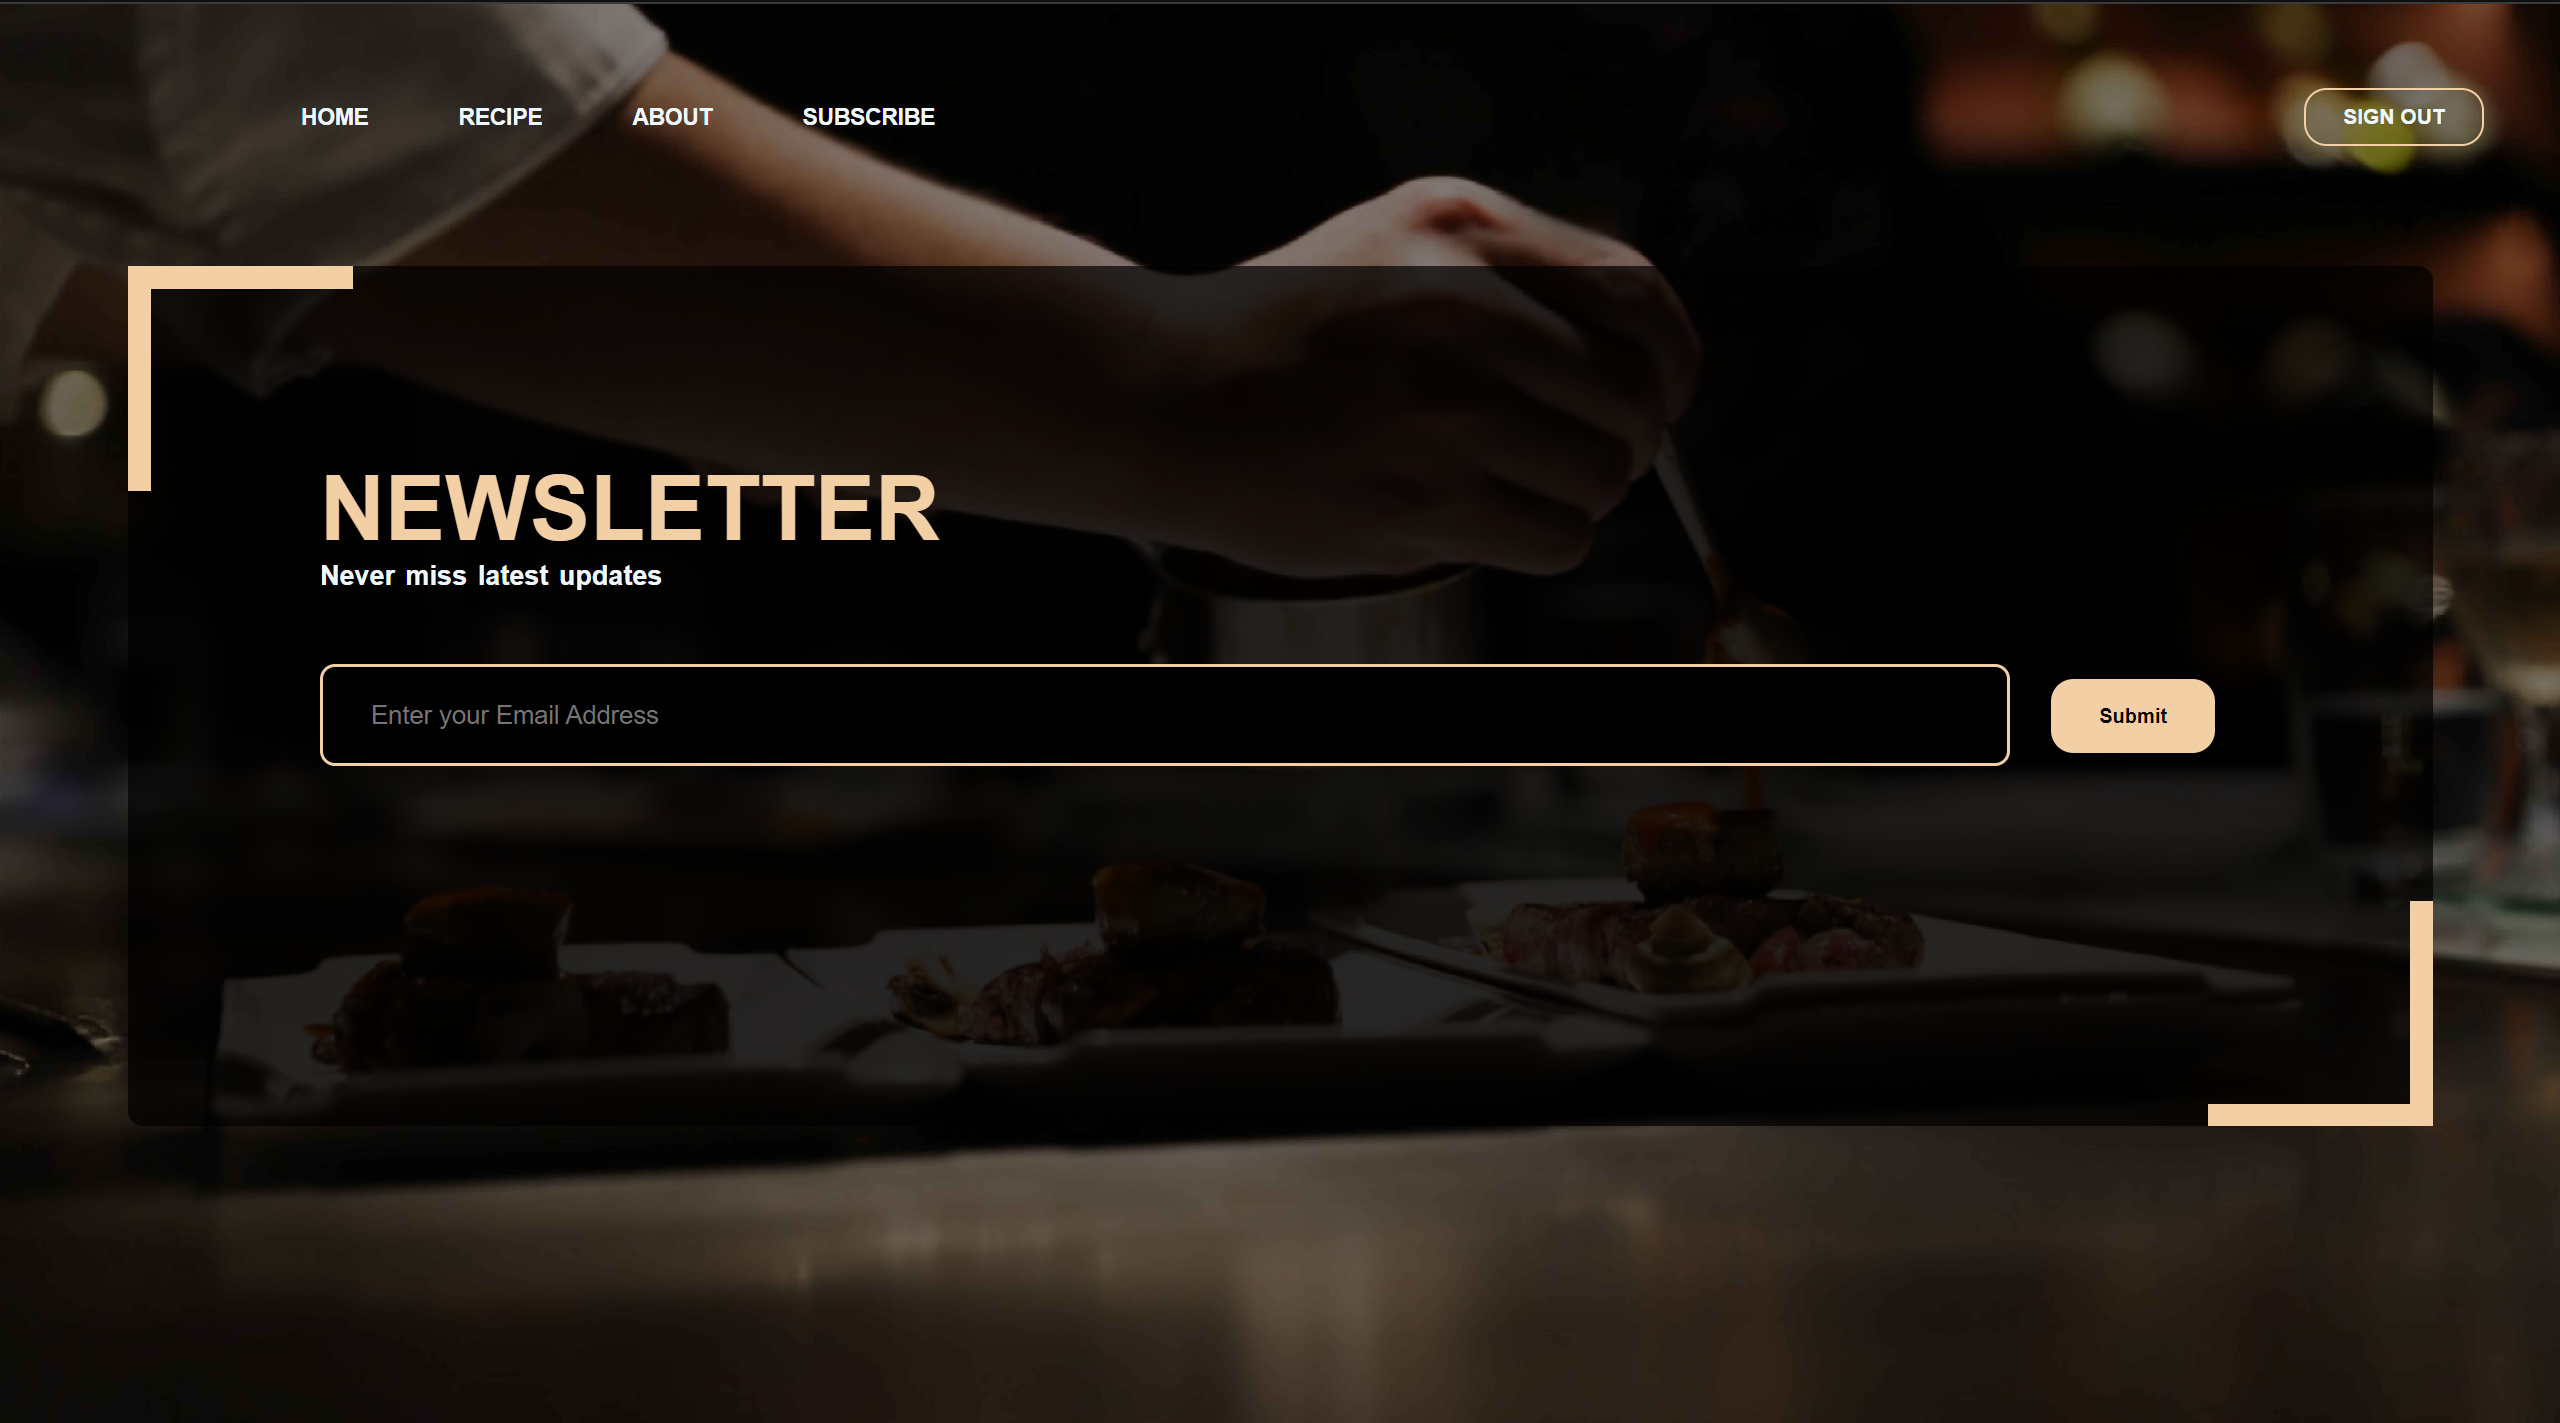 HOME RECIPE ABOUT SUBSCRIBE SIGN OUT
NEWSLETTER
Never miss latest updates
Enter your Email Address
Submit